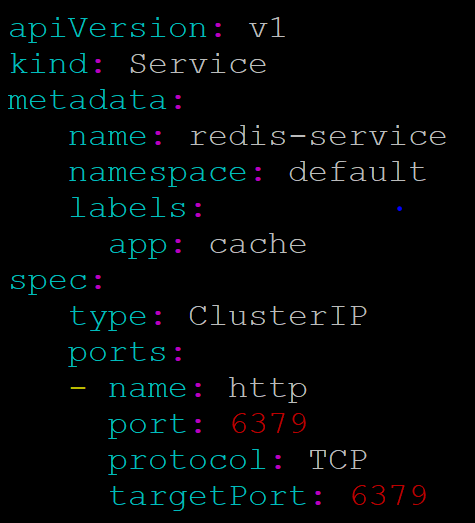 apiVersion: v1
kind: Service
metadata:
   name: redis-service
   namespace: default
   labels:
     app: cache
spec:
   type: ClusterIP
   ports:
   - name: http
     port: 6379
     protocol: TCP
     targetPort: 6379